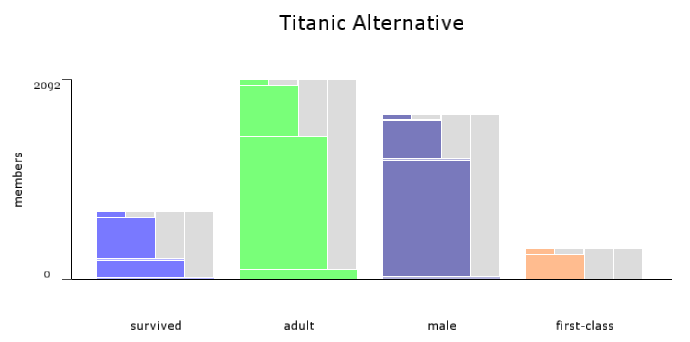 Titanic Alternative
2092
members
0
survived
adult
male
first-class